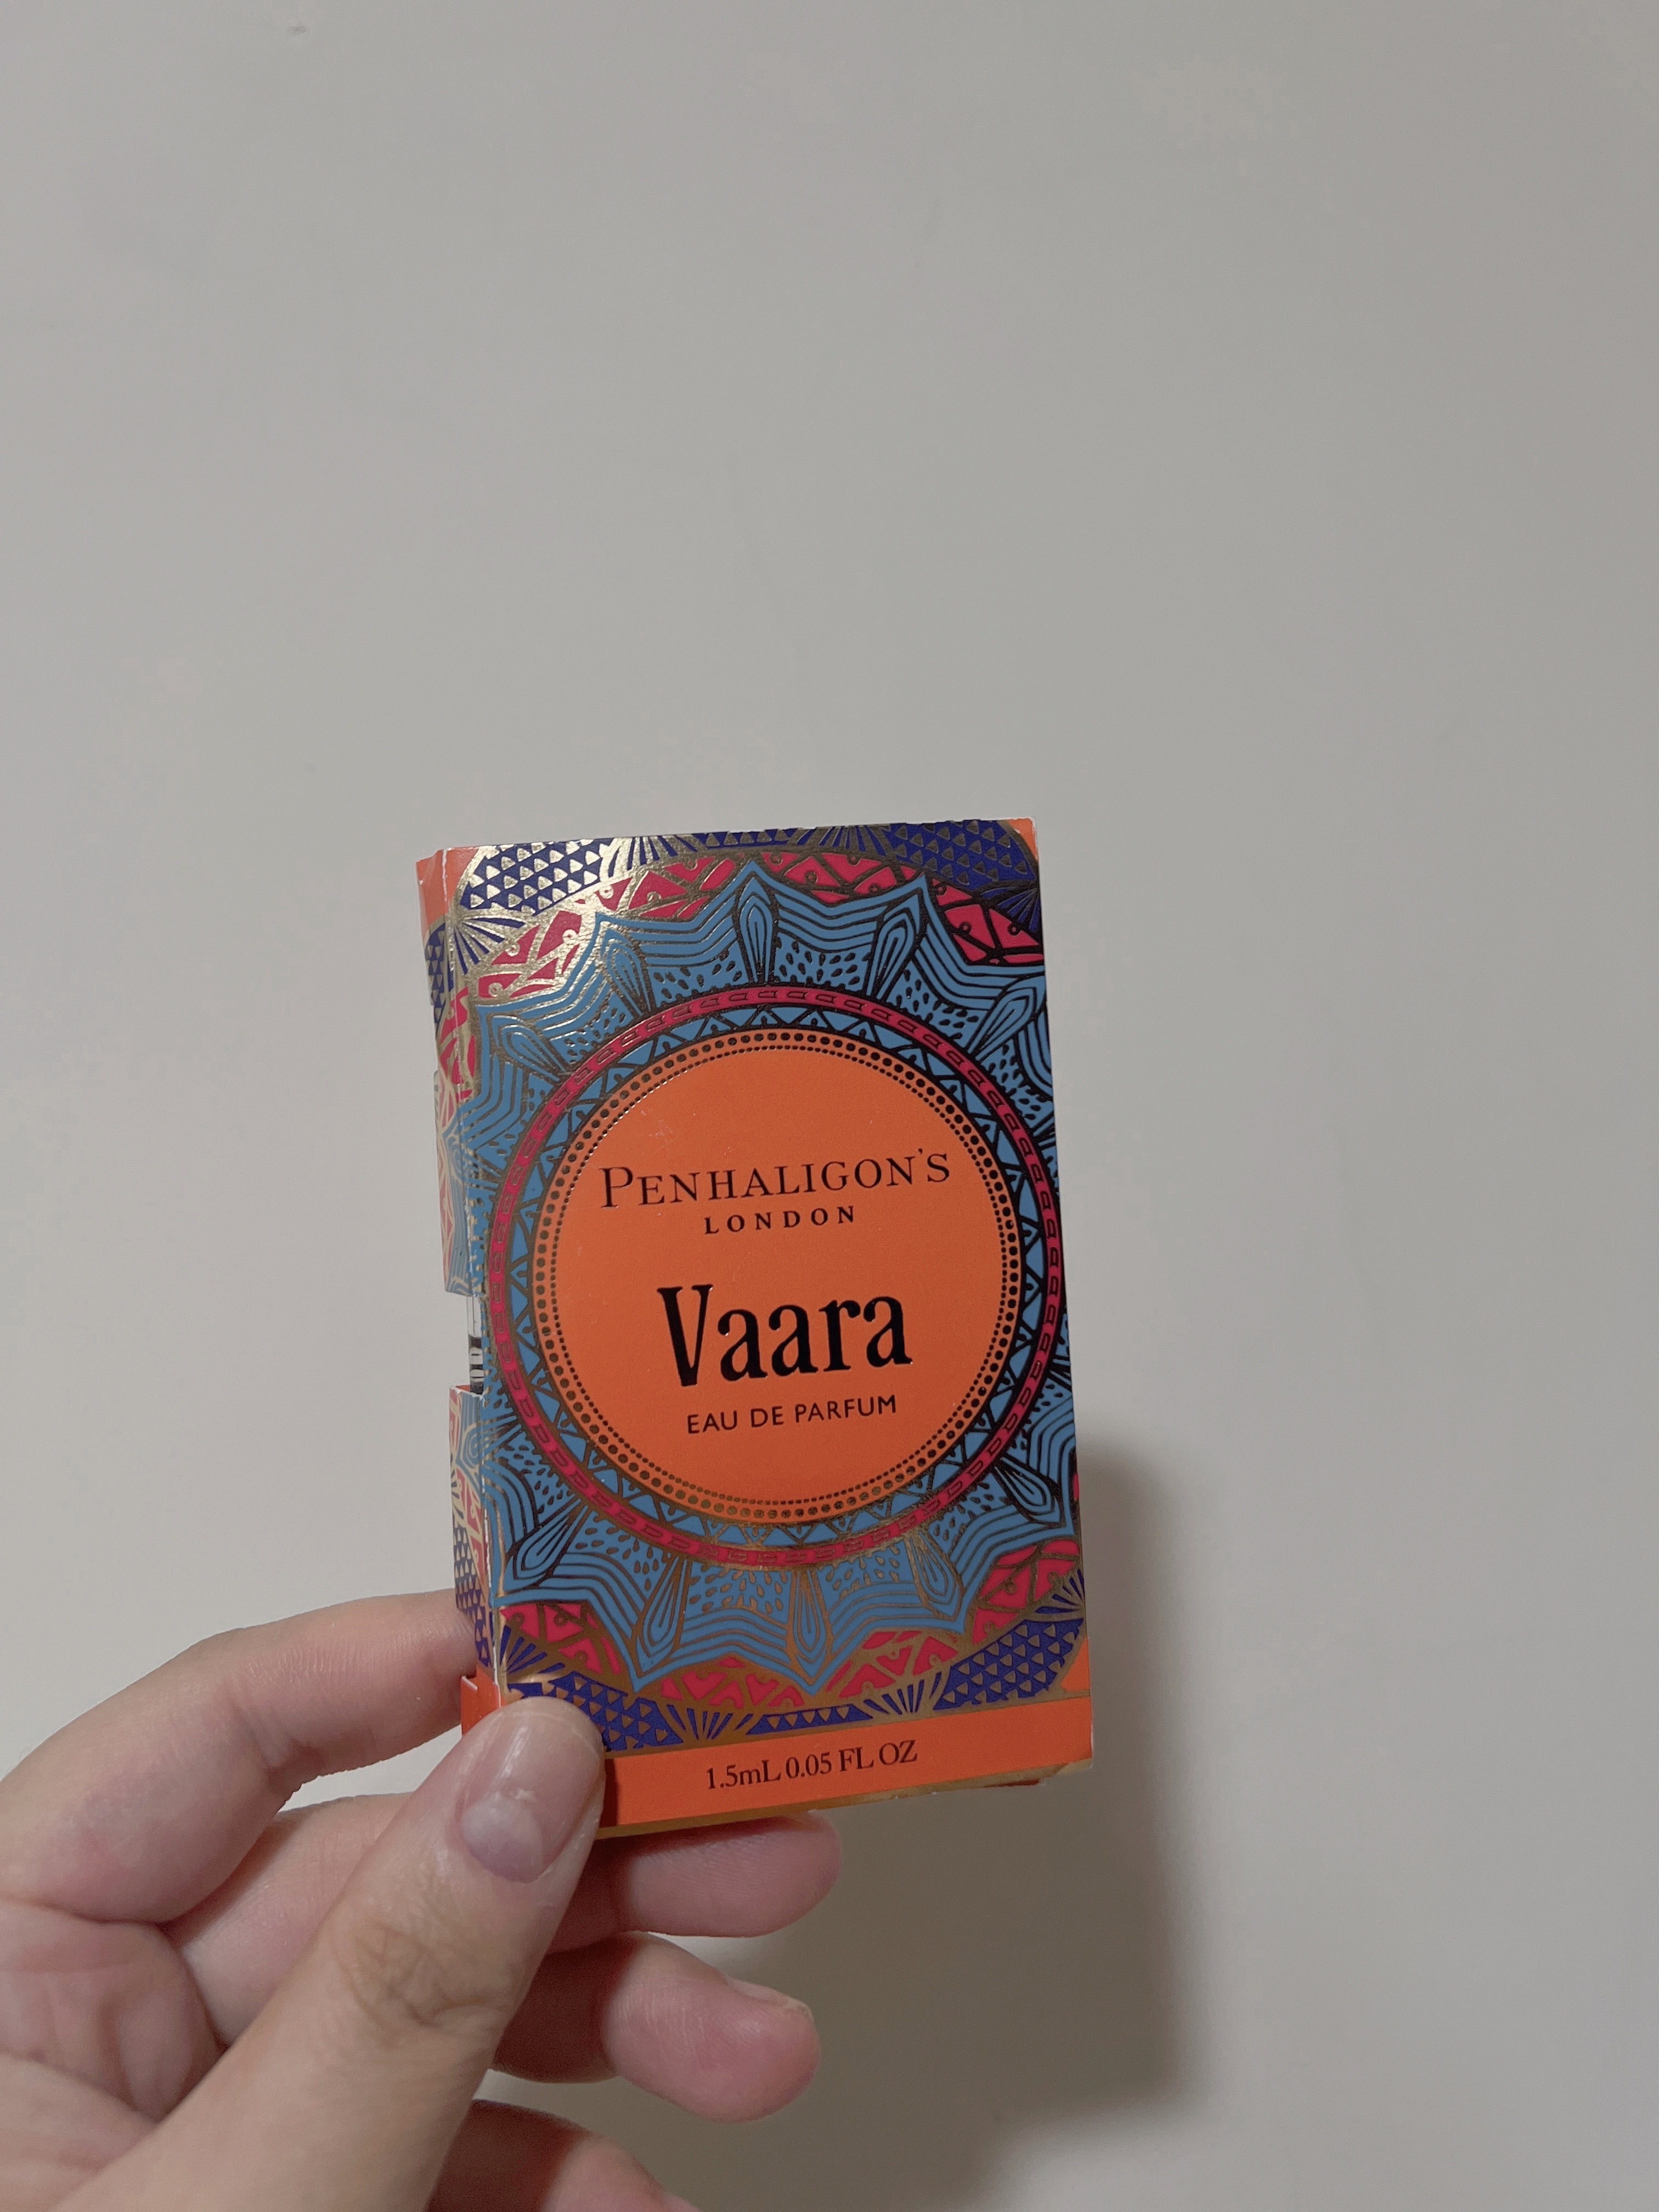 PENHALIGON'S
LONDON
Vaara
EAU DE PARFUM
1.5mL 0.05 FL OZ